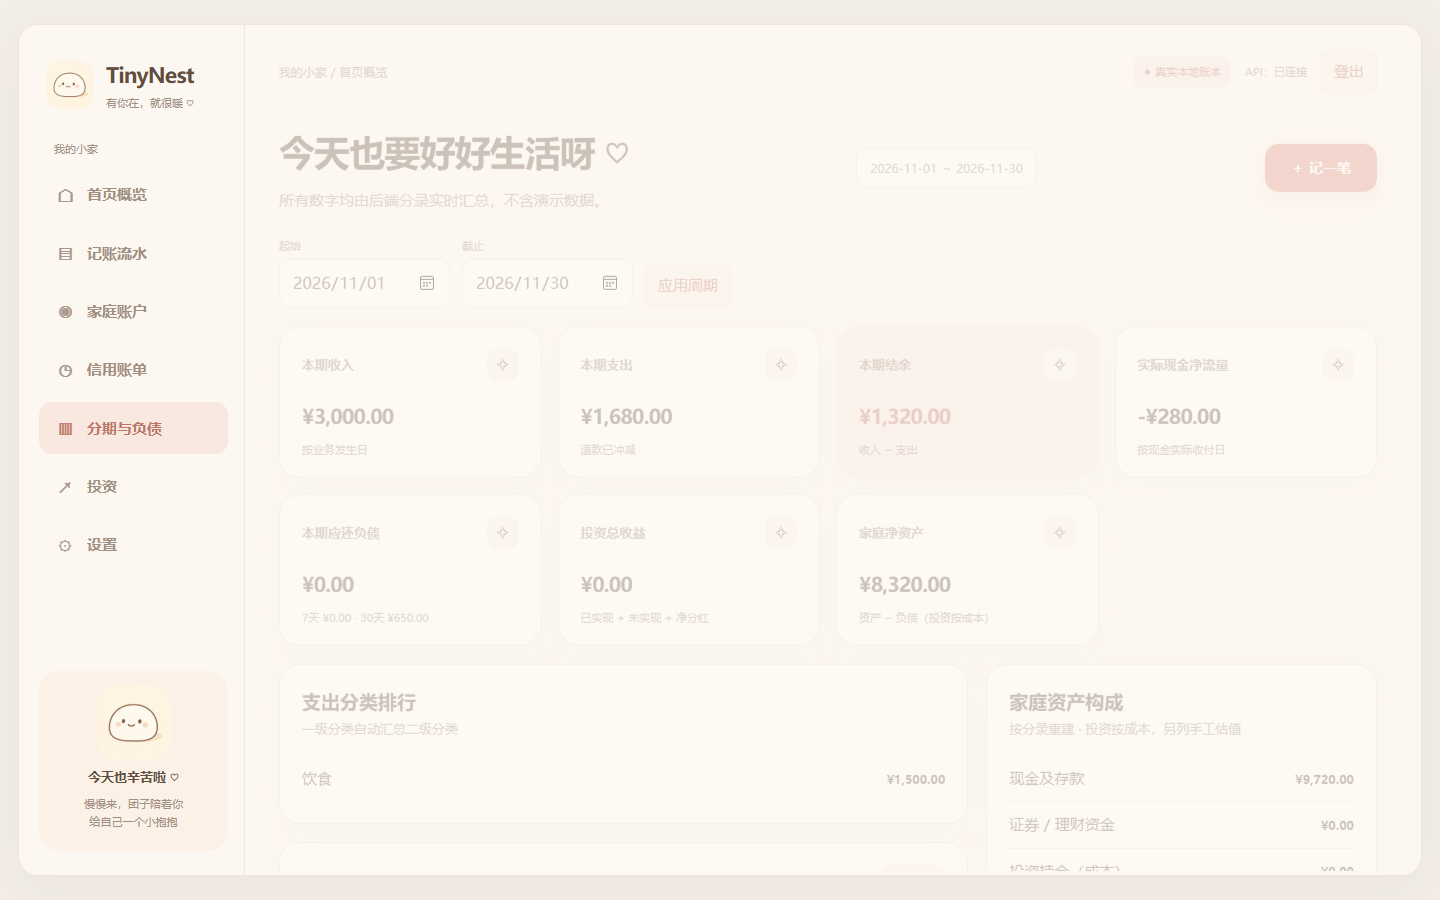 TinyNest
有你在，就很暖 ♡
我的小家
首页概览
记账流水
家庭账户
信用账单
分期与负债
投资
设置
今天也辛苦啦 ♡
慢慢来，团子陪着你
给自己一个小抱抱
我的小家 / 首页概览
✦ 真实本地账本
API：已连接
登出
今天也要好好生活呀 ♡
所有数字均由后端分录实时汇总，不含演示数据。
2026-11-01 ~ 2026-11-30
+ 记一笔
起始
截止
2026/11/01
2026/11/30
应用周期
本期收入
¥3,000.00
按业务发生日
本期支出
¥1,680.00
退款已冲减
本期结余
¥1,320.00
收入 − 支出
实际现金净流量
-¥280.00
按现金实际收付日
本期应还负债
¥0.00
7天 ¥0.00 · 30天 ¥650.00
投资总收益
¥0.00
已实现 + 未实现 + 净分红
家庭净资产
¥8,320.00
资产 − 负债（投资按成本）
支出分类排行
一级分类自动汇总二级分类
饮食
¥1,500.00
家庭资产构成
按分录重建 · 投资按成本，另列手工估值
现金及存款
¥9,720.00
证券 / 理财资金
¥0.00
投资持仓（成本）
¥0.00